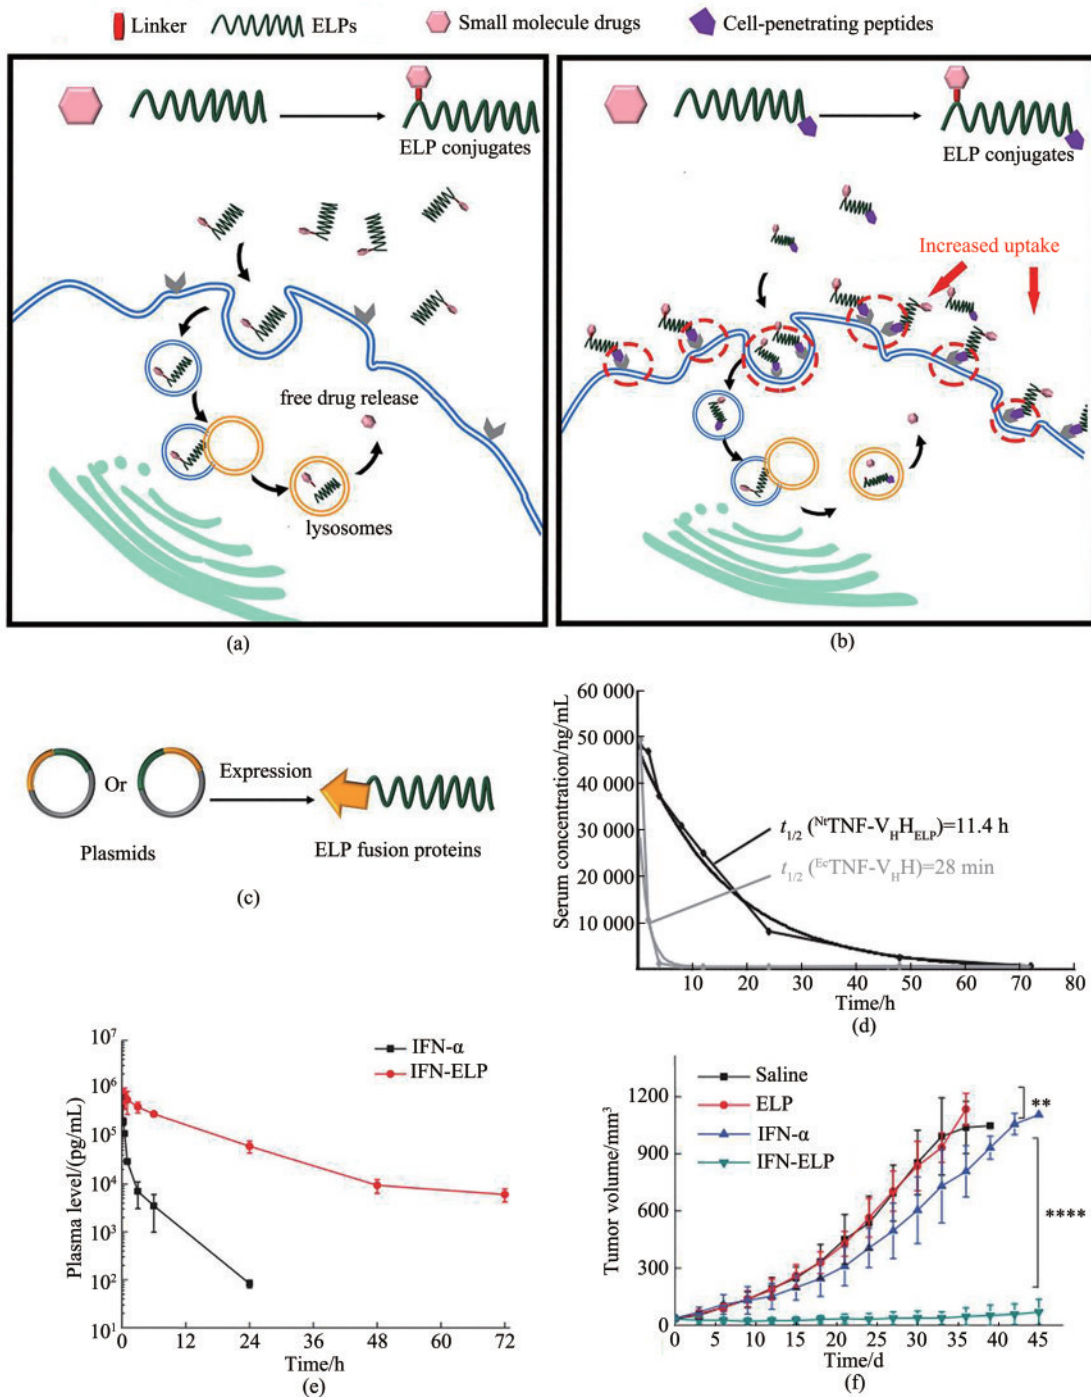 Linker ELPs Small molecule drugs Cell-penetrating peptides
ELP conjugates
free drug release
lysosomes
(a)
ELP conjugates
Increased uptake
(b)
Or
Expression
Plasmids
ELP fusion proteins
(c)
Serum concentration/ng/mL
60 000
50 000
40 000
30 000
20 000
10 000
t1/2 (NtTNF-VHHELP)=11.4 h
t1/2 (EcTNF-VHH)=28 min
10 20 30 40 50 60 70 80
Time/h
(d)
Plasma level/(pg/mL)
10^7
10^6
10^5
10^4
10^3
10^2
10^1
IFN-α
IFN-ELP
0 12 24 36 48 60 72
Time/h
(e)
Tumor volume/mm³
1200
900
600
300
0
Saline
ELP
IFN-α
IFN-ELP
**
****
0 5 10 15 20 25 30 35 40 45
Time/d
(f)